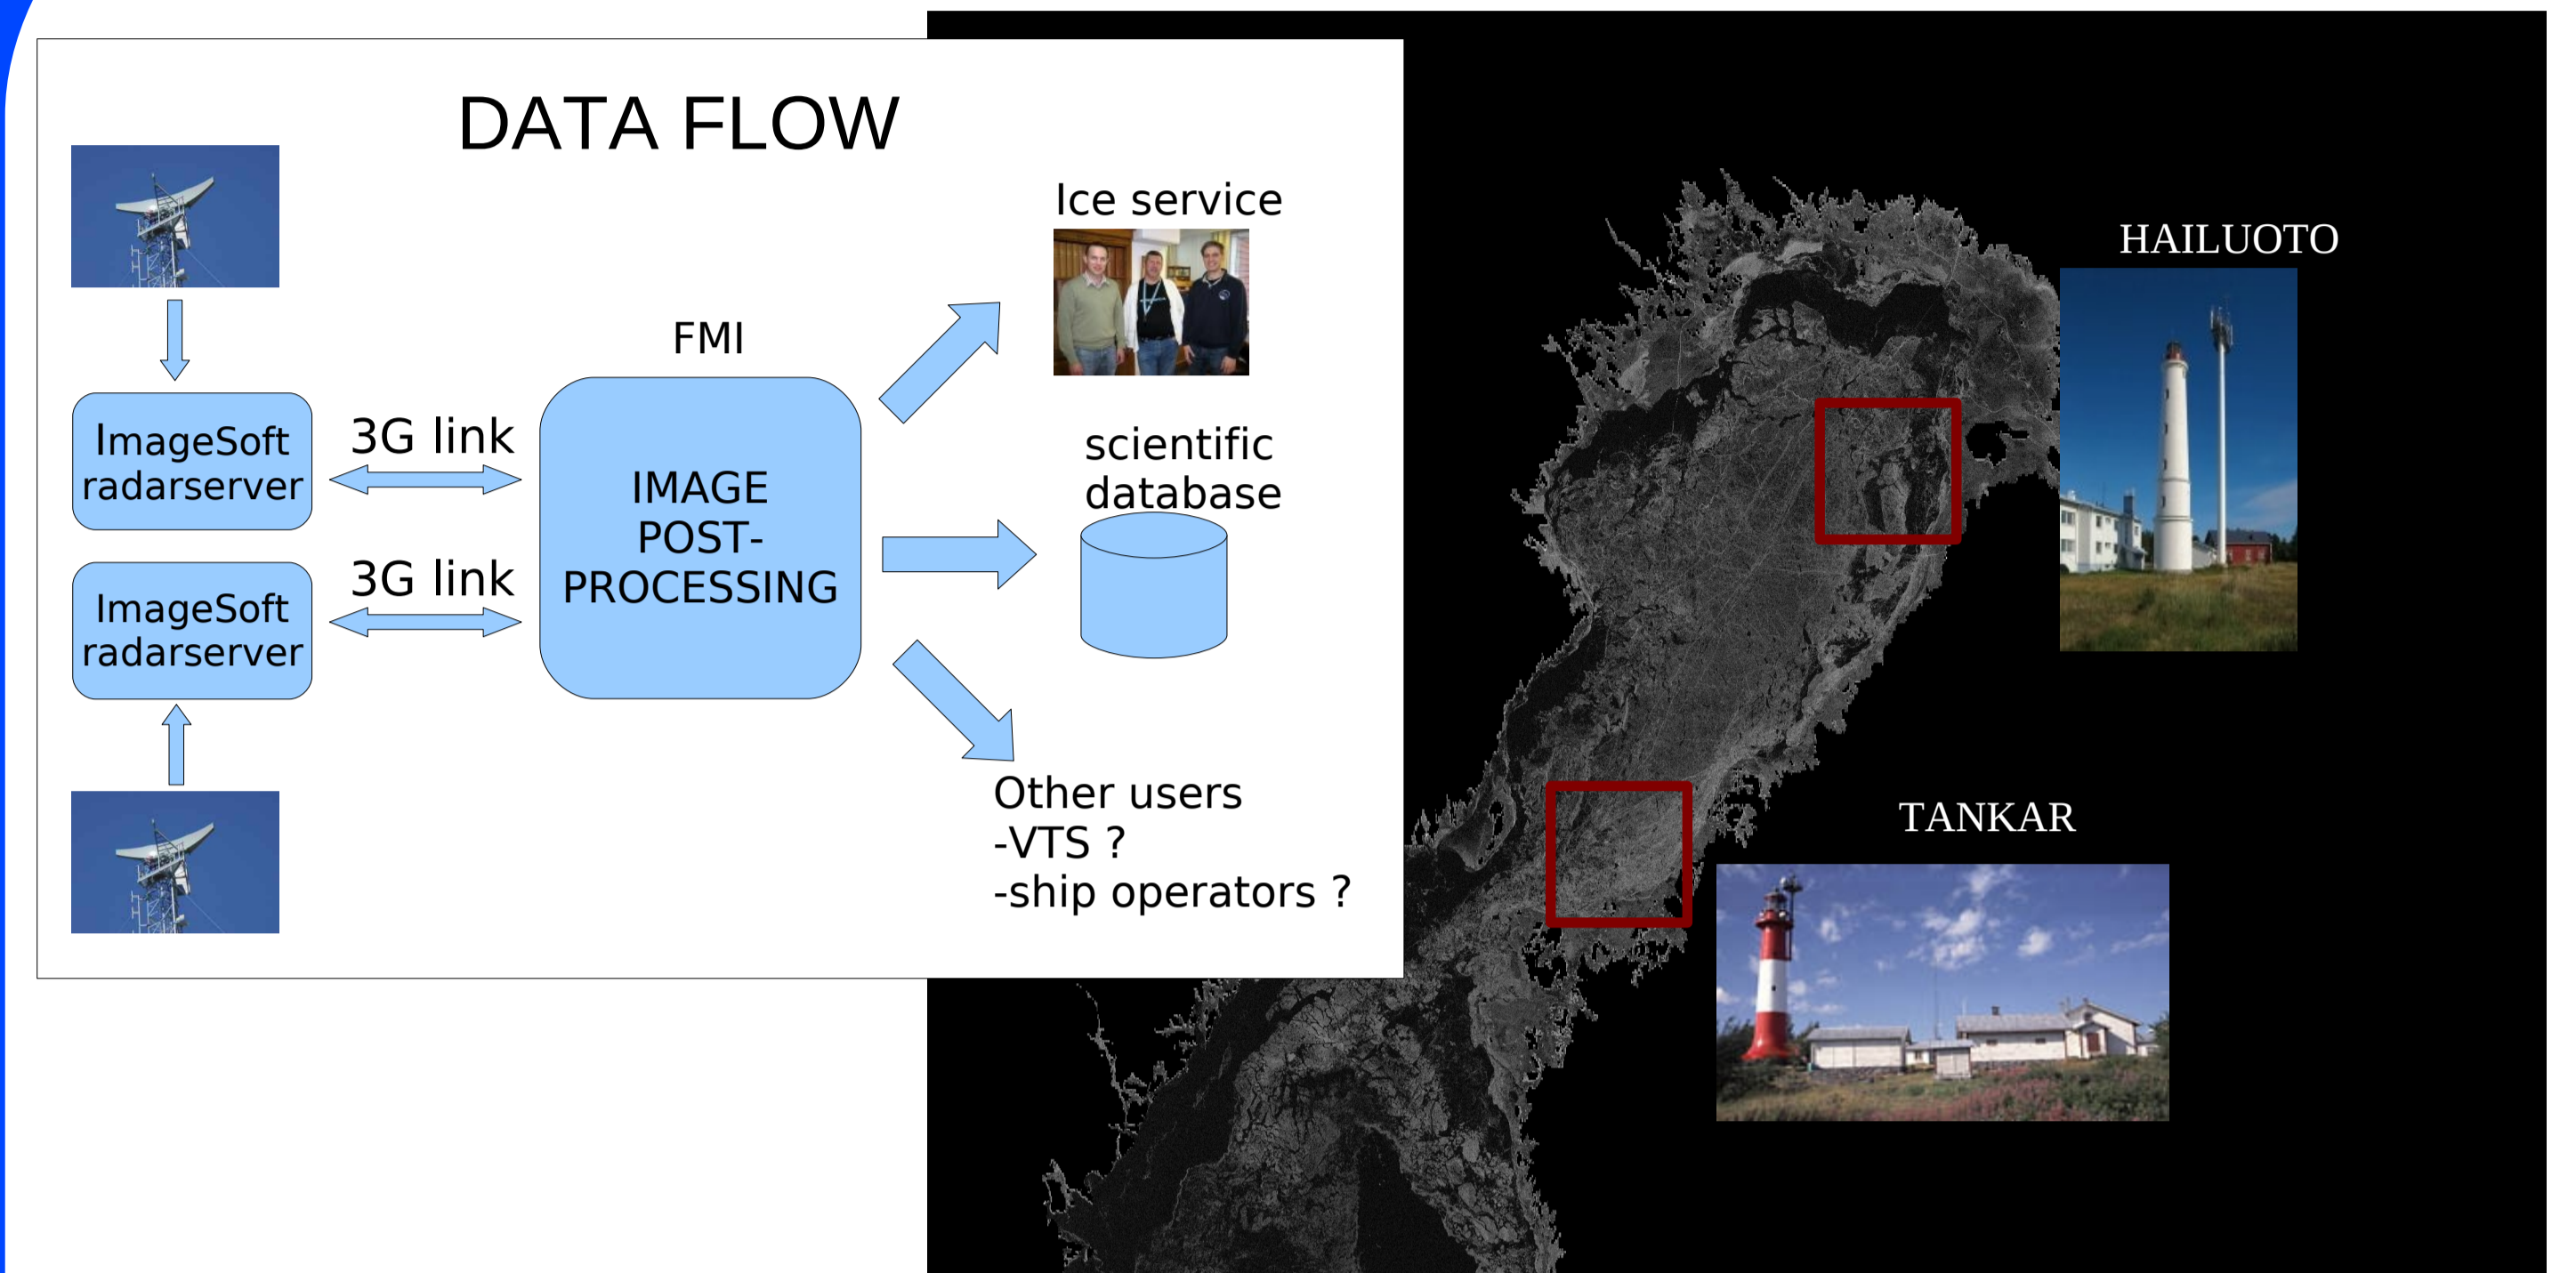 DATA FLOW
Ice service
FMI
ImageSoft
radarserver
3G link
IMAGE
POST-
PROCESSING
scientific
database
ImageSoft
radarserver
3G link
Other users
-VTS ?
-ship operators ?
HAILUOTO
TANKAR